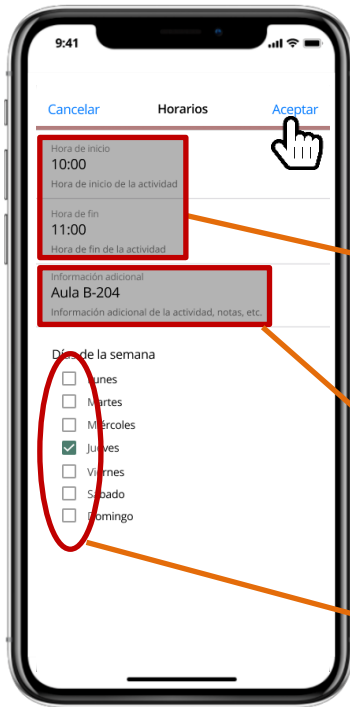 9:41
Cancelar Horarios Aceptar
Hora de inicio
10:00
Hora de inicio de la actividad
Hora de fin
11:00
Hora de fin de la actividad
Información adicional
Aula B-204
Información adicional de la actividad, notas, etc.
Días de la semana
Lunes
Martes
Miércoles
Jueves
Viernes
Sábado
Domingo